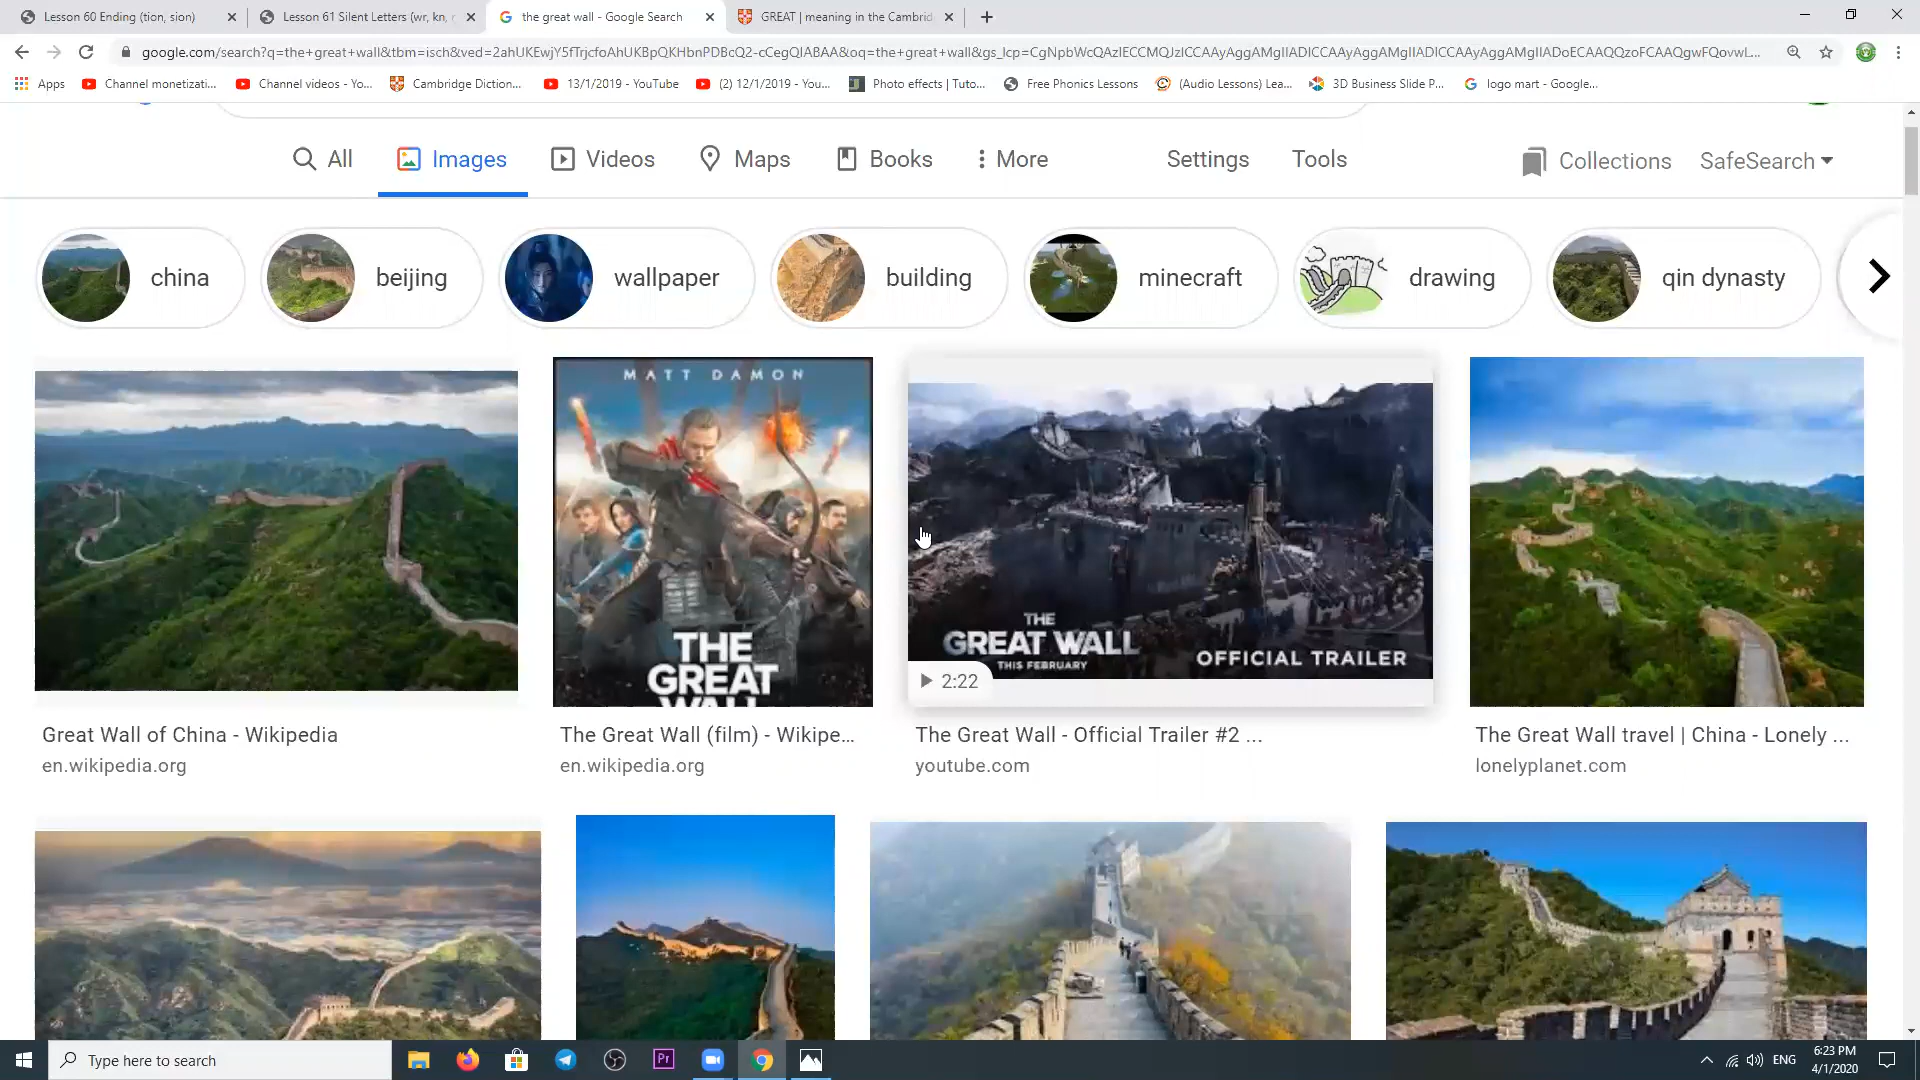 Lesson 60 Ending (tion, sion)
Lesson 61 Silent Letters (wr, kn,
the great wall - Google Search
GREAT | meaning in the Cambrid
google.com/search?q=the+great+wall&tbm=isch&ved=2ahUKEwjY5fTrjcfoAhUKBpQKHbnPDBcQ2-cCegQIABAA&oq=the+great+wall&gs_lcp=CgNpbWcQAzIECCMQJzICCAAyAggAMgIIADICCAAyAggAMgIIADICCAAyAggAMgIIADoECAAQQzoFCAAQgwFQovwL...
Apps
Channel monetizati...
Channel videos - Yo...
Cambridge Diction...
13/1/2019 - YouTube
(2) 12/1/2019 - You...
Photo effects | Tuto...
Free Phonics Lessons
(Audio Lessons) Lea...
3D Business Slide P...
logo mart - Google...
All
Images
Videos
Maps
Books
More
Settings
Tools
Collections
SafeSearch
china
beijing
wallpaper
building
minecraft
drawing
qin dynasty
MATT DAMON
THE
GREAT
WALL
THE
GREAT WALL
THIS FEBRUARY
OFFICIAL TRAILER
2:22
Great Wall of China - Wikipedia
en.wikipedia.org
The Great Wall (film) - Wikipe...
en.wikipedia.org
The Great Wall - Official Trailer #2 ...
youtube.com
The Great Wall travel | China - Lonely ...
lonelyplanet.com
Type here to search
Pr
ENG
6:23 PM
4/1/2020